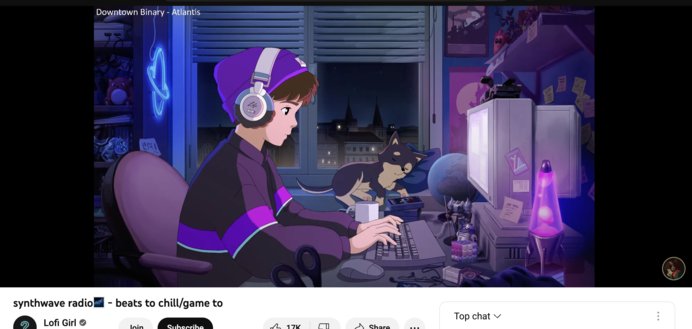 Downtown Binary - Atlantis
synthwave radio🌌 - beats to chill/game to
Lofi Girl
Join
Subscribe
17K
Share
Top chat